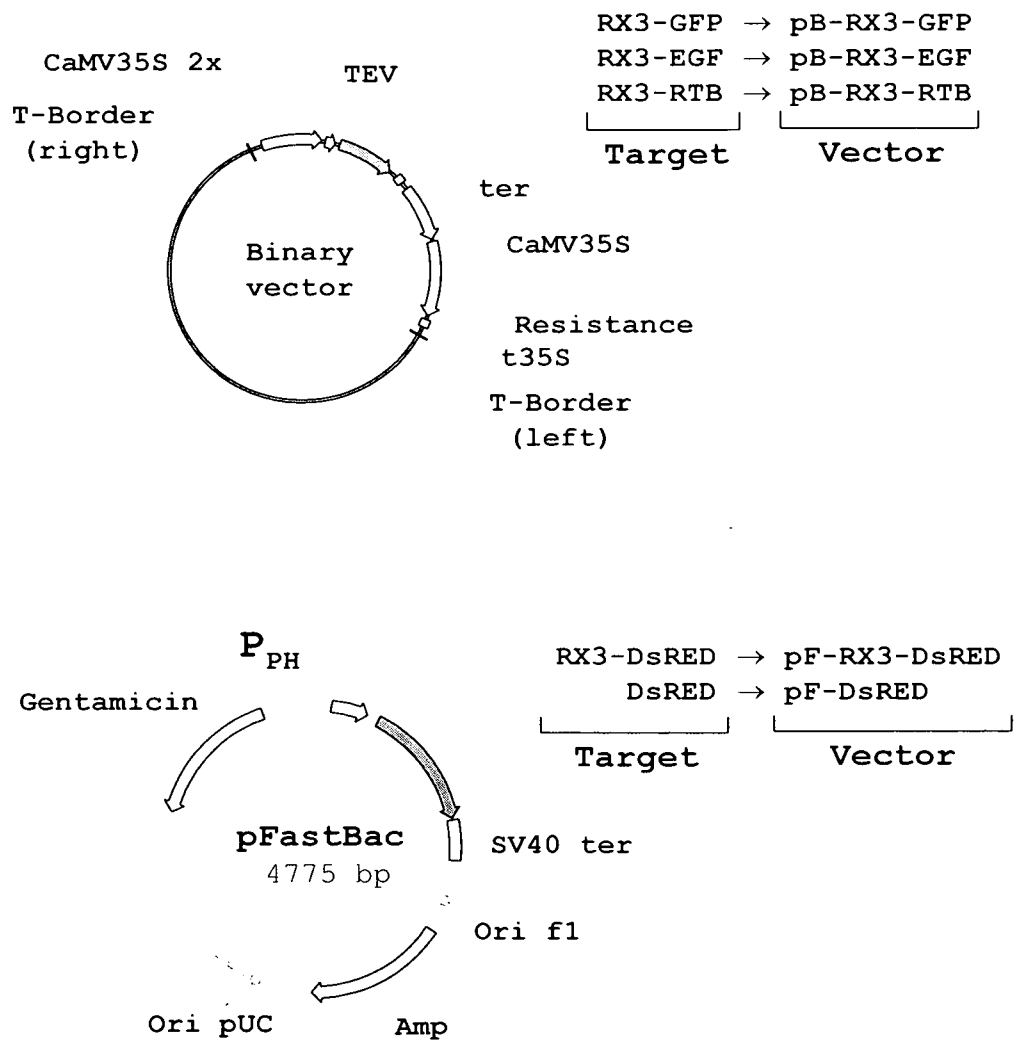 CaMV35S 2x
TEV
T-Border
(right)
Binary
vector
ter
CaMV35S
Resistance
t35S
T-Border
(left)
RX3-GFP → pB-RX3-GFP
RX3-EGF → pB-RX3-EGF
RX3-RTB → pB-RX3-RTB
Target Vector
PPH
Gentamicin
pFastBac
4775 bp
SV40 ter
Ori f1
Ori pUC
Amp
RX3-DsRED → pF-RX3-DsRED
DsRED → pF-DsRED
Target Vector